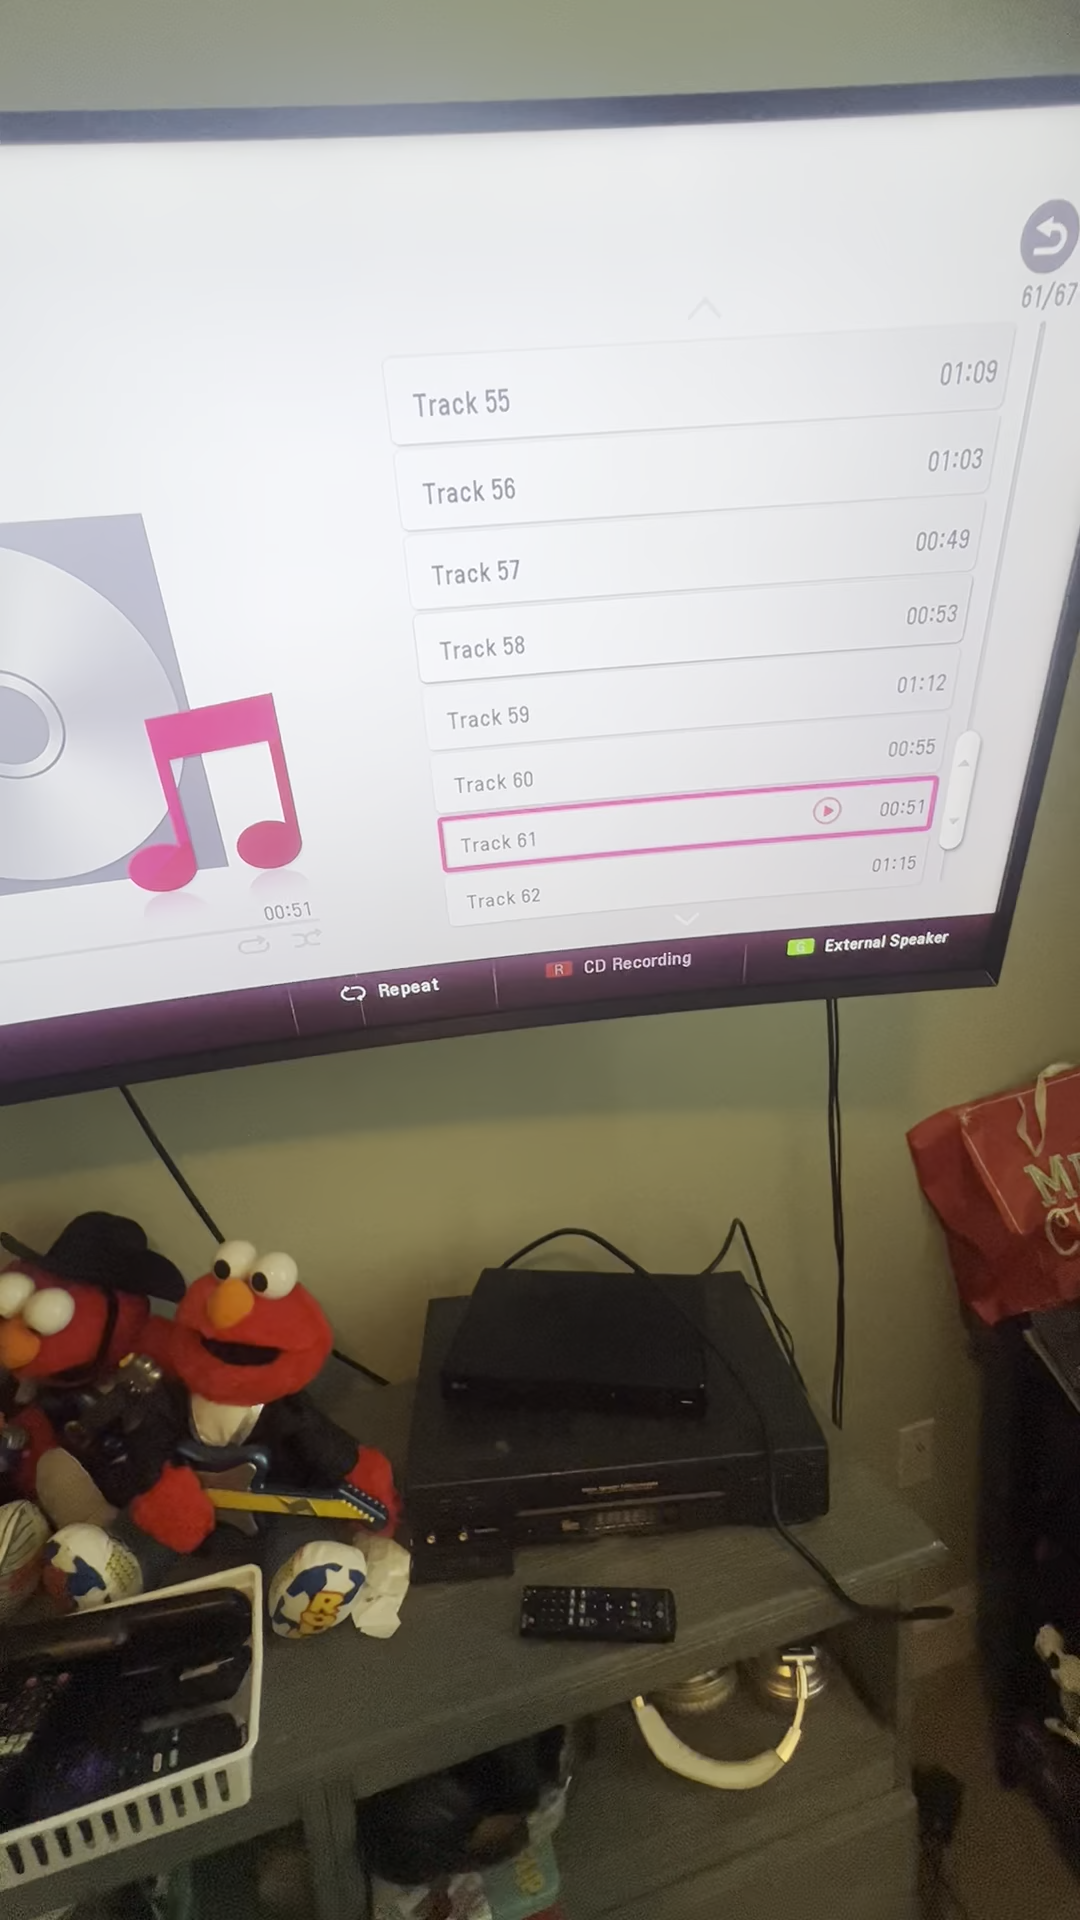 61/67
Track 55 01:09
Track 56 01:03
Track 57 00:49
Track 58 00:53
Track 59 01:12
Track 60 00:55
Track 61 00:51
Track 62 01:15
00:51
Repeat
R CD Recording
G External Speaker